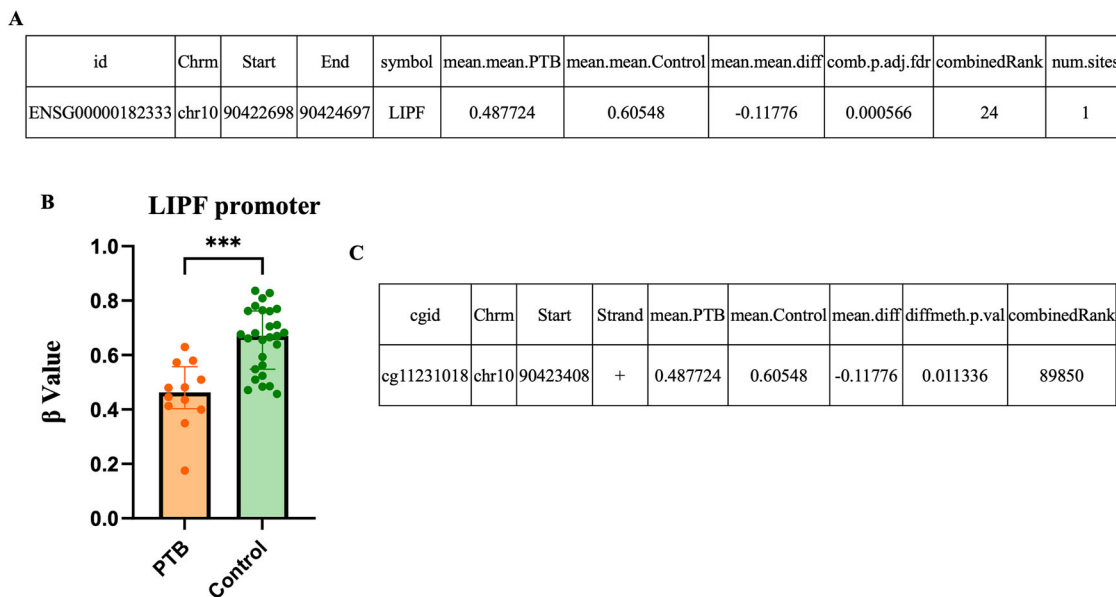 A
id Chrm Start End symbol mean.mean.PTB mean.mean.Control mean.mean.diff comb.p.adj.fdr combinedRank num.sites
ENSG00000182333 chr10 90422698 90424697 LIPF 0.487724 0.60548 -0.11776 0.000566 24 1
B
LIPF promoter
***
1.0
0.8
0.6
0.4
0.2
0.0
β Value
PTB
Control
C
cgid Chrm Start Strand mean.PTB mean.Control mean.diff diffmeth.p.val combinedRank
cg11231018 chr10 90423408 + 0.487724 0.60548 -0.11776 0.011336 89850